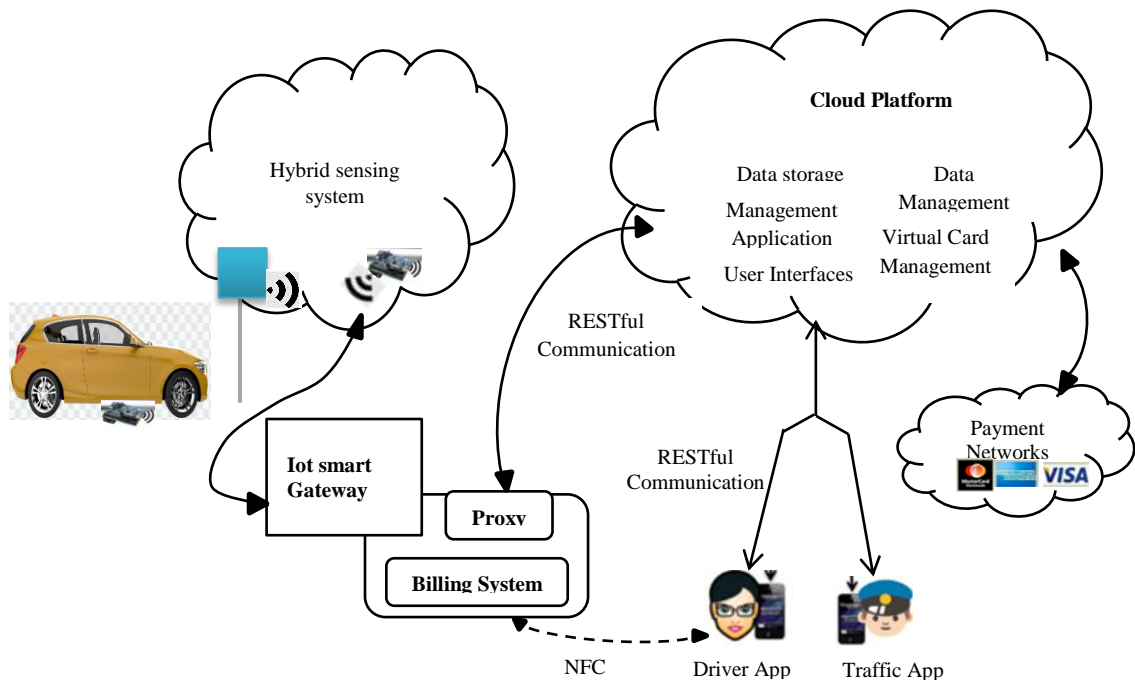 Cloud Platform
Hybrid sensing
system
Data storage
Data
Management
Management
Application
Virtual Card
Management
User Interfaces
RESTful
Communication
Iot smart
Gateway
Proxy
Billing System
RESTful
Communication
Payment
Networks
MasterCard
VISA
NFC
Driver App
Traffic App